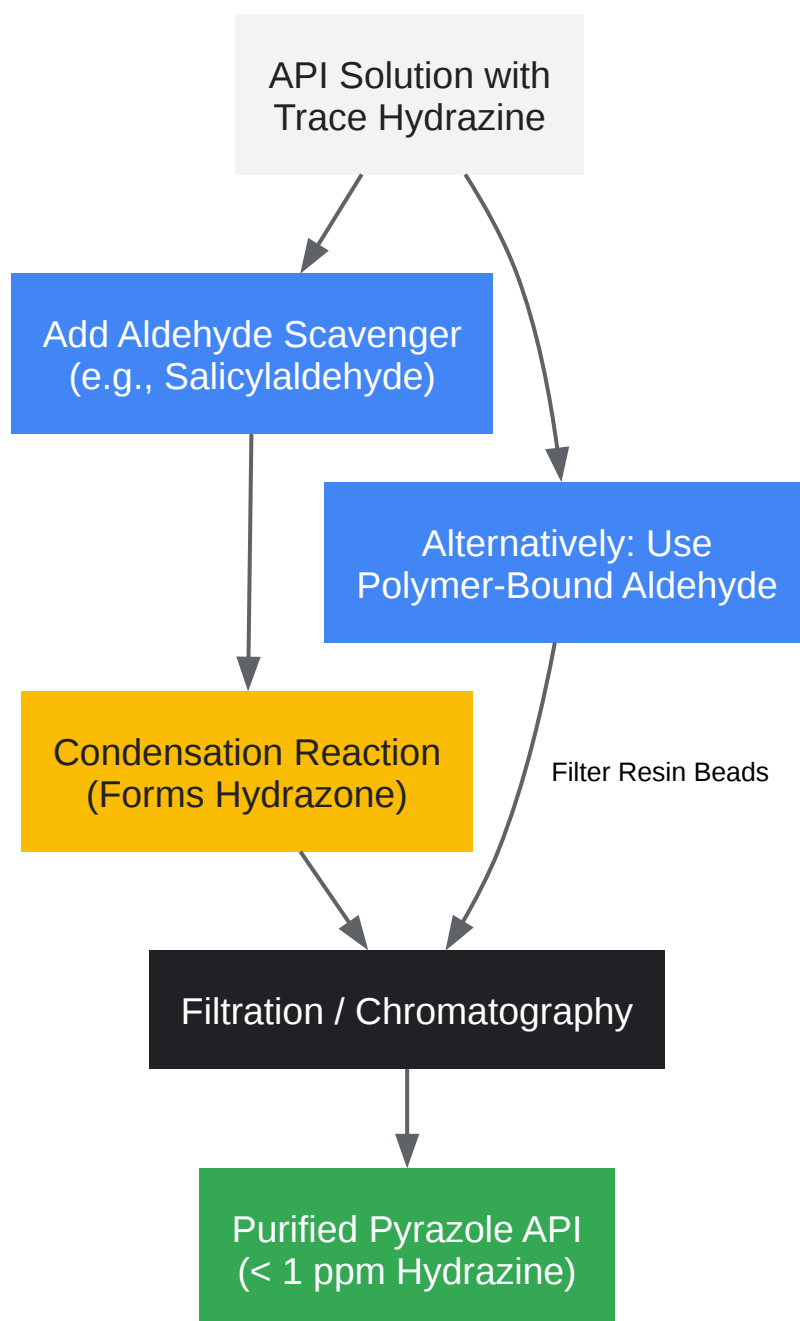 API Solution with
Trace Hydrazine
Add Aldehyde Scavenger
(e.g., Salicylaldehyde)
Alternatively: Use
Polymer-Bound Aldehyde
Condensation Reaction
(Forms Hydrazone)
Filter Resin Beads
Filtration / Chromatography
Purified Pyrazole API
(< 1 ppm Hydrazine)